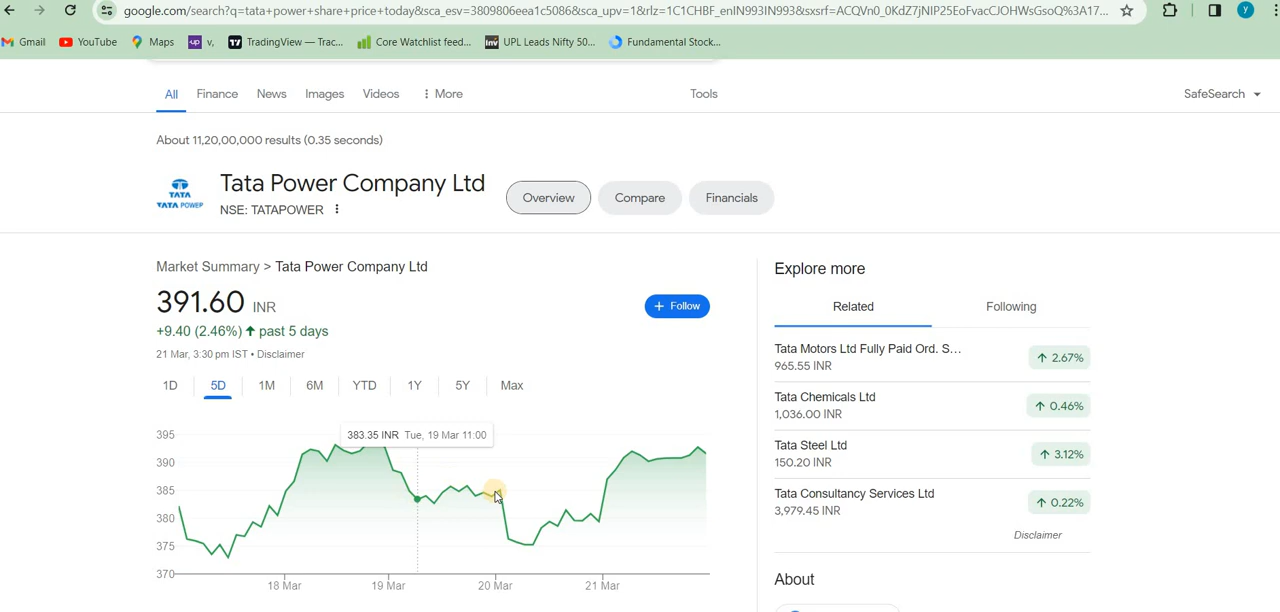 google.com/search?q=tata+power+share+price+today&sca_esv=3809806eea1c5086&sca_upv=1&rlz=1C1CHBF_enIN993IN993&sxsrf=ACQVn0_0KdZ7jNIP25EoFvacCJOHWsGsoQ%3A17...
Gmail YouTube Maps v, TradingView — Trac... Core Watchlist feed... UPL Leads Nifty 50... Fundamental Stock...
All Finance News Images Videos More Tools SafeSearch
About 11,20,00,000 results (0.35 seconds)
TATA
TATA POWER
Tata Power Company Ltd
NSE: TATAPOWER
Overview Compare Financials
Market Summary > Tata Power Company Ltd
391.60 INR
+ Follow
+9.40 (2.46%) ↑ past 5 days
21 Mar, 3:30 pm IST • Disclaimer
1D 5D 1M 6M YTD 1Y 5Y Max
383.35 INR Tue, 19 Mar 11:00
395
390
385
380
375
370
18 Mar 19 Mar 20 Mar 21 Mar
Explore more
Related Following
Tata Motors Ltd Fully Paid Ord. S...
965.55 INR
↑ 2.67%
Tata Chemicals Ltd
1,036.00 INR
↑ 0.46%
Tata Steel Ltd
150.20 INR
↑ 3.12%
Tata Consultancy Services Ltd
3,979.45 INR
↑ 0.22%
Disclaimer
About